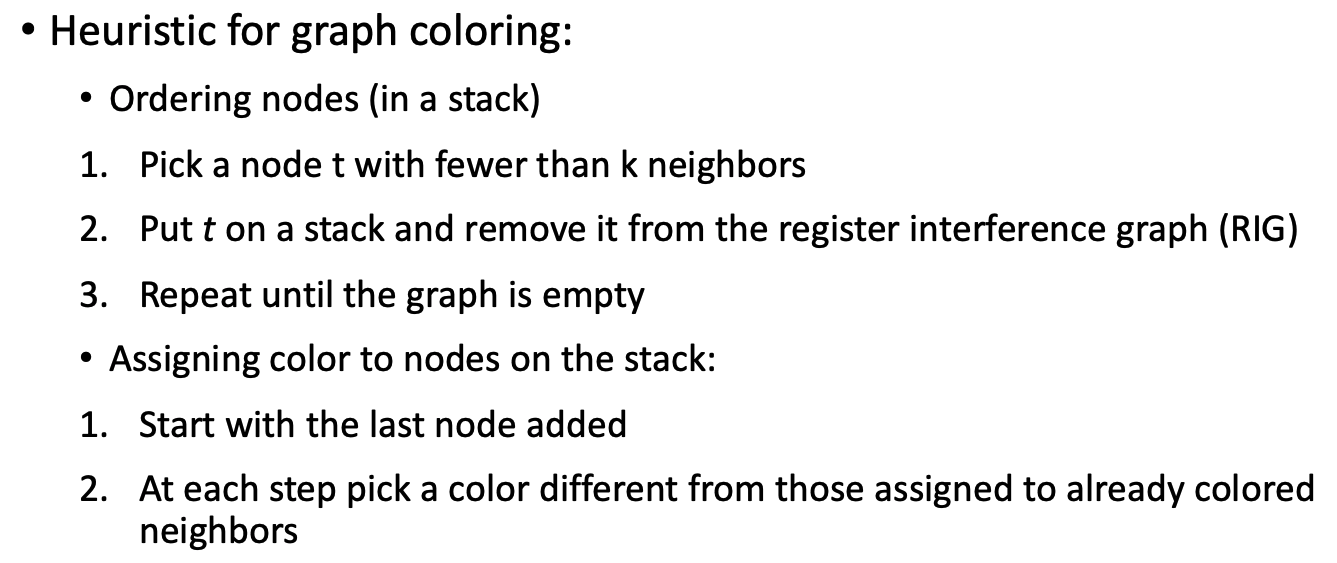 • Heuristic for graph coloring:
• Ordering nodes (in a stack)
1. Pick a node t with fewer than k neighbors
2. Put t on a stack and remove it from the register interference graph (RIG)
3. Repeat until the graph is empty
• Assigning color to nodes on the stack:
1. Start with the last node added
2. At each step pick a color different from those assigned to already colored
neighbors